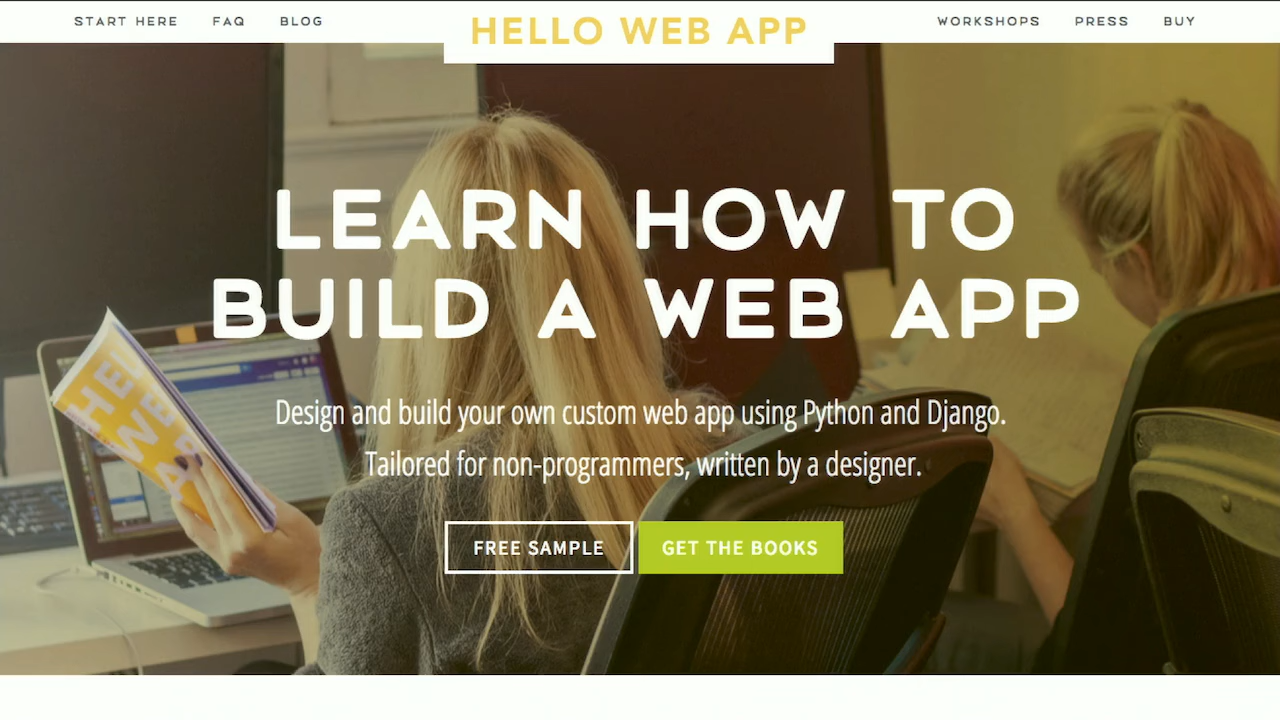 START HERE FAQ BLOG HELLO WEB APP WORKSHOPS PRESS BUY
LEARN HOW TO
BUILD A WEB APP
Design and build your own custom web app using Python and Django.
Tailored for non-programmers, written by a designer.
FREE SAMPLE GET THE BOOKS